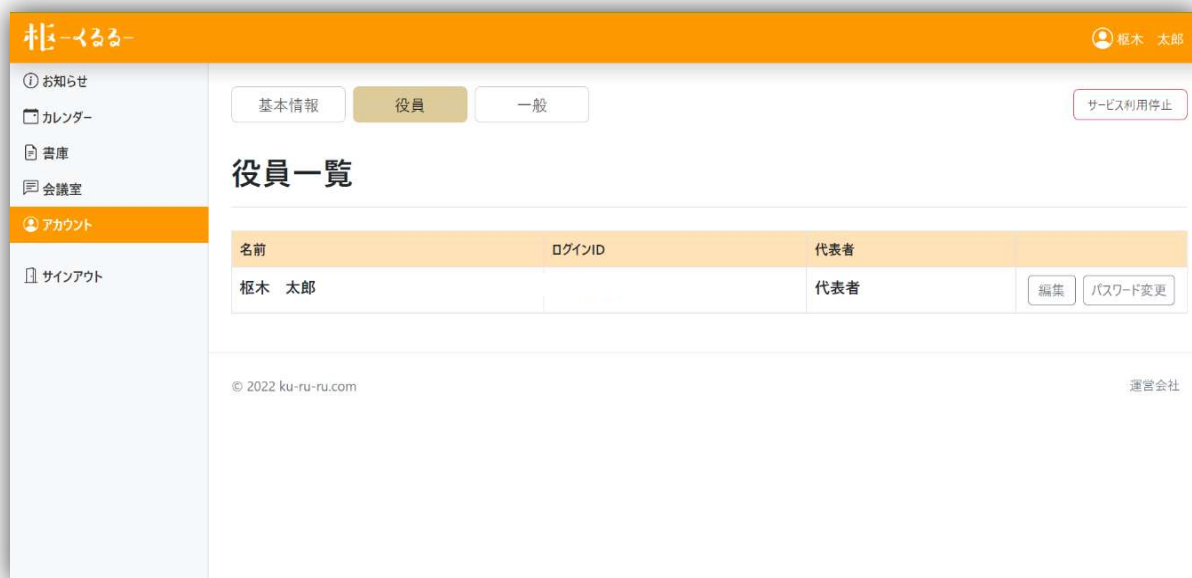 枢-くるる-
枢木　太郎
お知らせ
カレンダー
書庫
会議室
アカウント
サインアウト
基本情報
役員
一般
サービス利用停止
役員一覧
名前 ログインID 代表者
枢木　太郎 代表者 編集 パスワード変更
© 2022 ku-ru-ru.com
運営会社